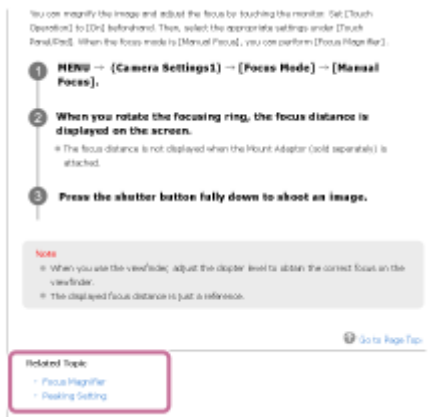 You can magnify the image and adjust the focus by touching the monitor. Set [Touch
Operation] to [On] beforehand. Then, select the appropriate settings under [Touch
Panel/Pad]. When the focus mode is [Manual Focus], you can perform [Focus Magnifier].
1 MENU → (Camera Settings1) → [Focus Mode] → [Manual
Focus].
2 When you rotate the focusing ring, the focus distance is
displayed on the screen.
The focus distance is not displayed when the Mount Adaptor (sold separately) is
attached.
3 Press the shutter button fully down to shoot an image.
Note
When you use the viewfinder, adjust the diopter level to obtain the correct focus on the
viewfinder.
The displayed focus distance is just a reference.
Go to Page Top
Related Topic
Focus Magnifier
Peaking Setting